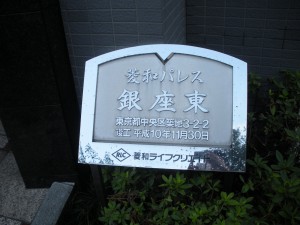 菱和パレス
銀座東
東京都中央区築地3-2-2
竣工 平成10年11月30日
菱和ライフクリエイト